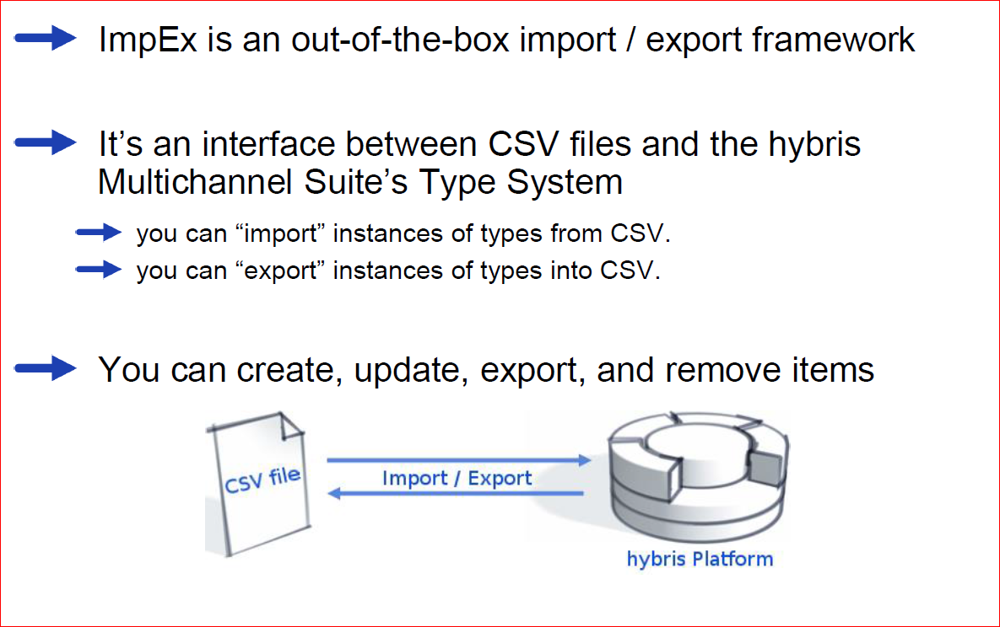 ImpEx is an out-of-the-box import / export framework
It’s an interface between CSV files and the hybris
Multichannel Suite’s Type System
you can “import” instances of types from CSV.
you can “export” instances of types into CSV.
You can create, update, export, and remove items
CSV file
Import / Export
hybris Platform